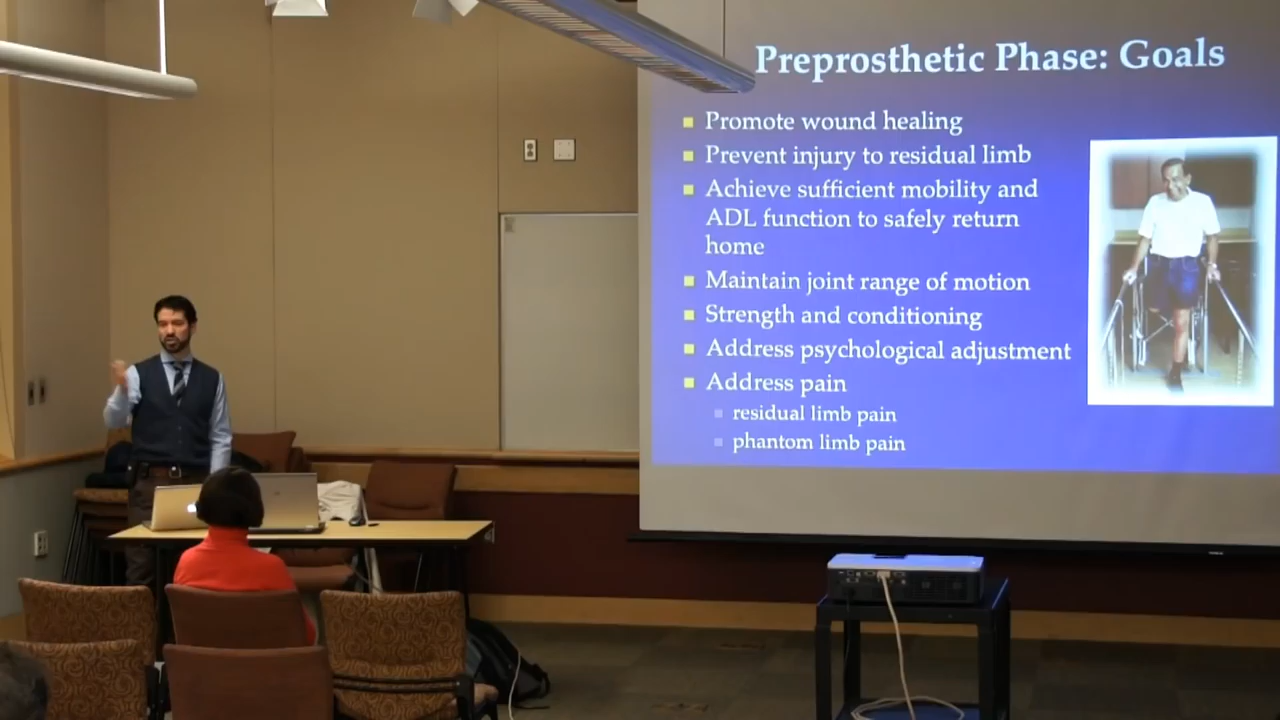 Preprosthetic Phase: Goals
Promote wound healing
Prevent injury to residual limb
Achieve sufficient mobility and
ADL function to safely return
home
Maintain joint range of motion
Strength and conditioning
Address psychological adjustment
Address pain
residual limb pain
phantom limb pain